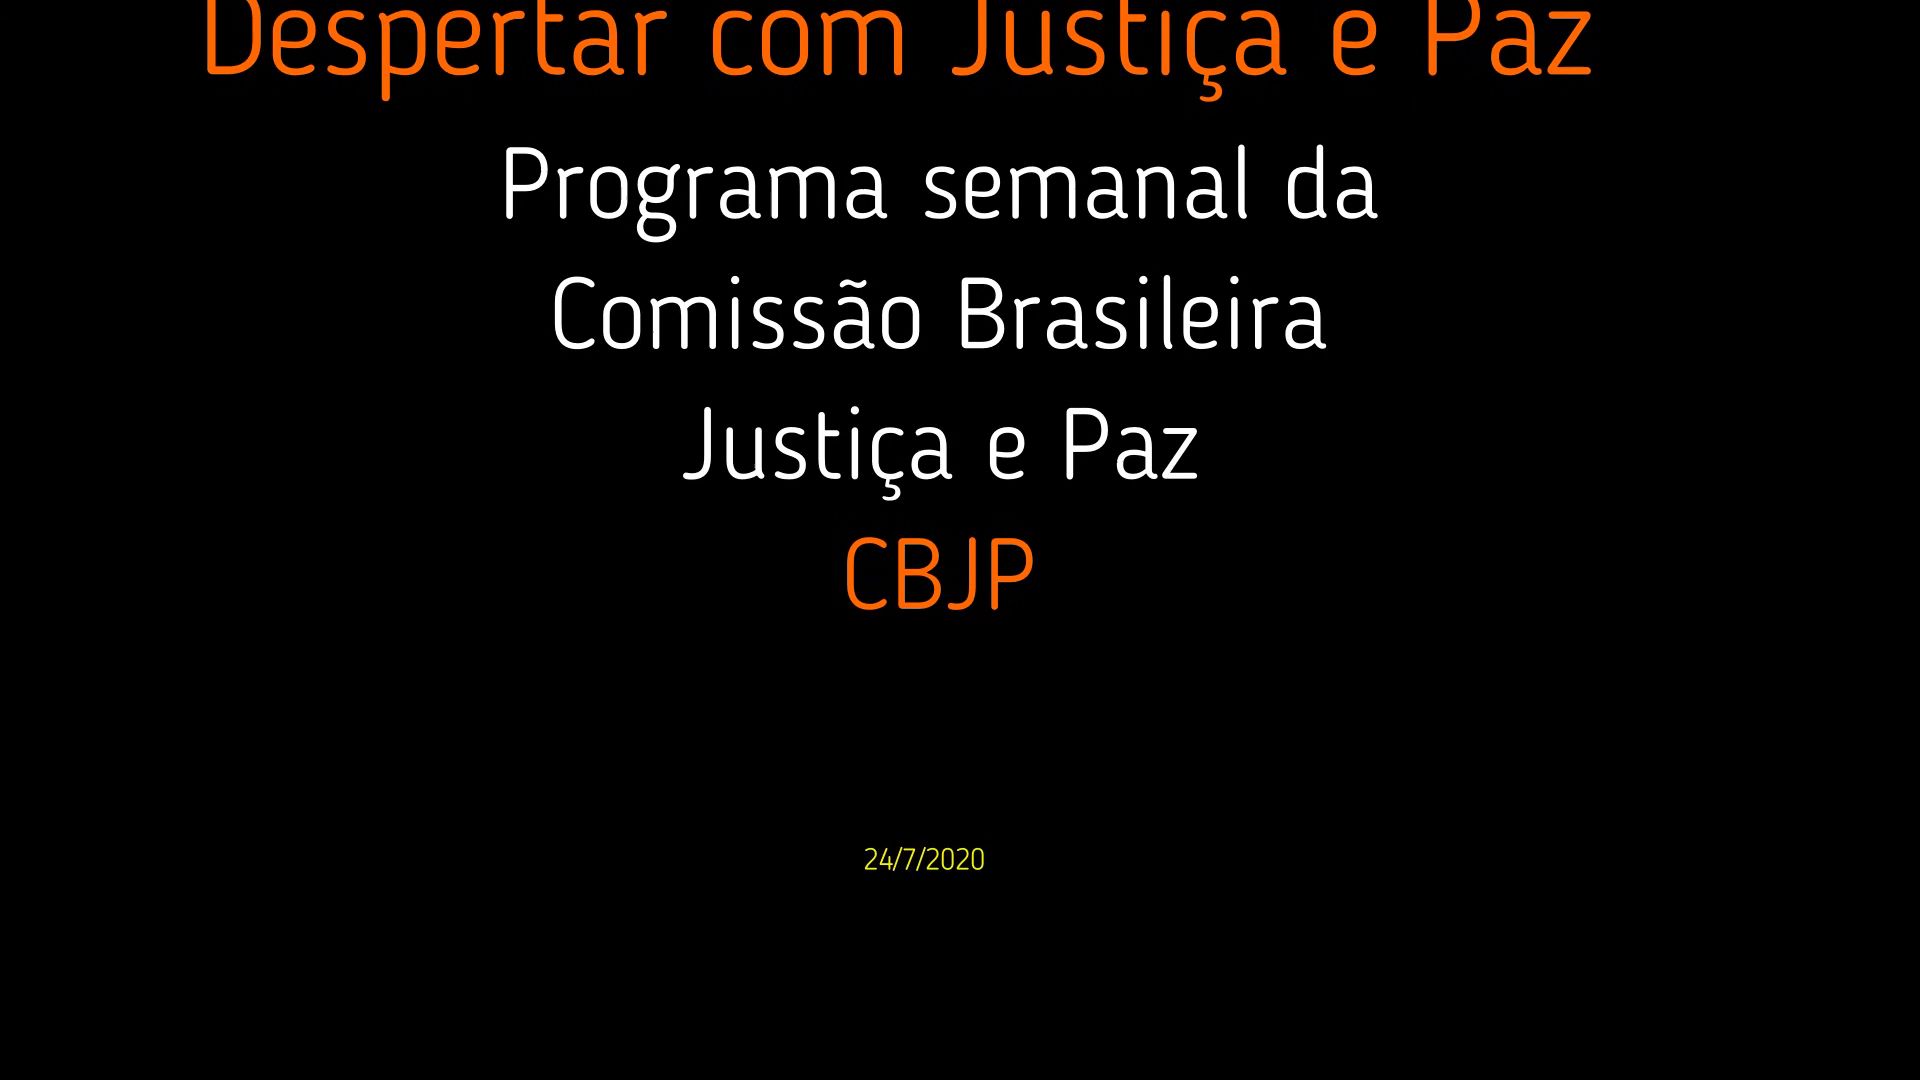 Despertar com Justiça e Paz
Programa semanal da
Comissão Brasileira
Justiça e Paz
CBJP
24/7/2020